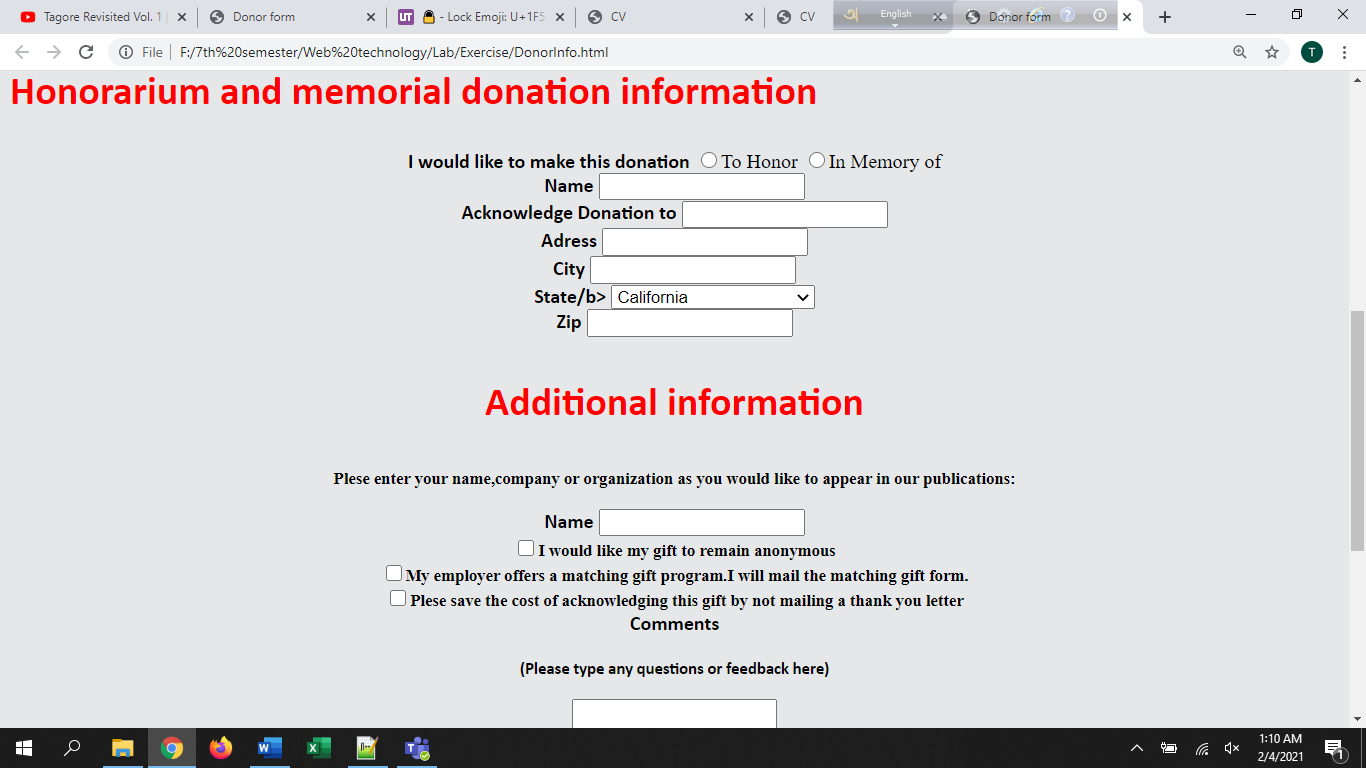 Tagore Revisited Vol. 1 | Donor form UT 🔒 - Lock Emoji: U+1F5 CV CV English Donor form
File F:/7th%20semester/Web%20technology/Lab/Exercise/DonorInfo.html T
Honorarium and memorial donation information
I would like to make this donation To Honor In Memory of
Name
Acknowledge Donation to
Adress
City
State/b> California
Zip
Additional information
Plese enter your name,company or organization as you would like to appear in our publications:
Name
I would like my gift to remain anonymous
My employer offers a matching gift program.I will mail the matching gift form.
Plese save the cost of acknowledging this gift by not mailing a thank you letter
Comments
(Please type any questions or feedback here)
1:10 AM
2/4/2021
1